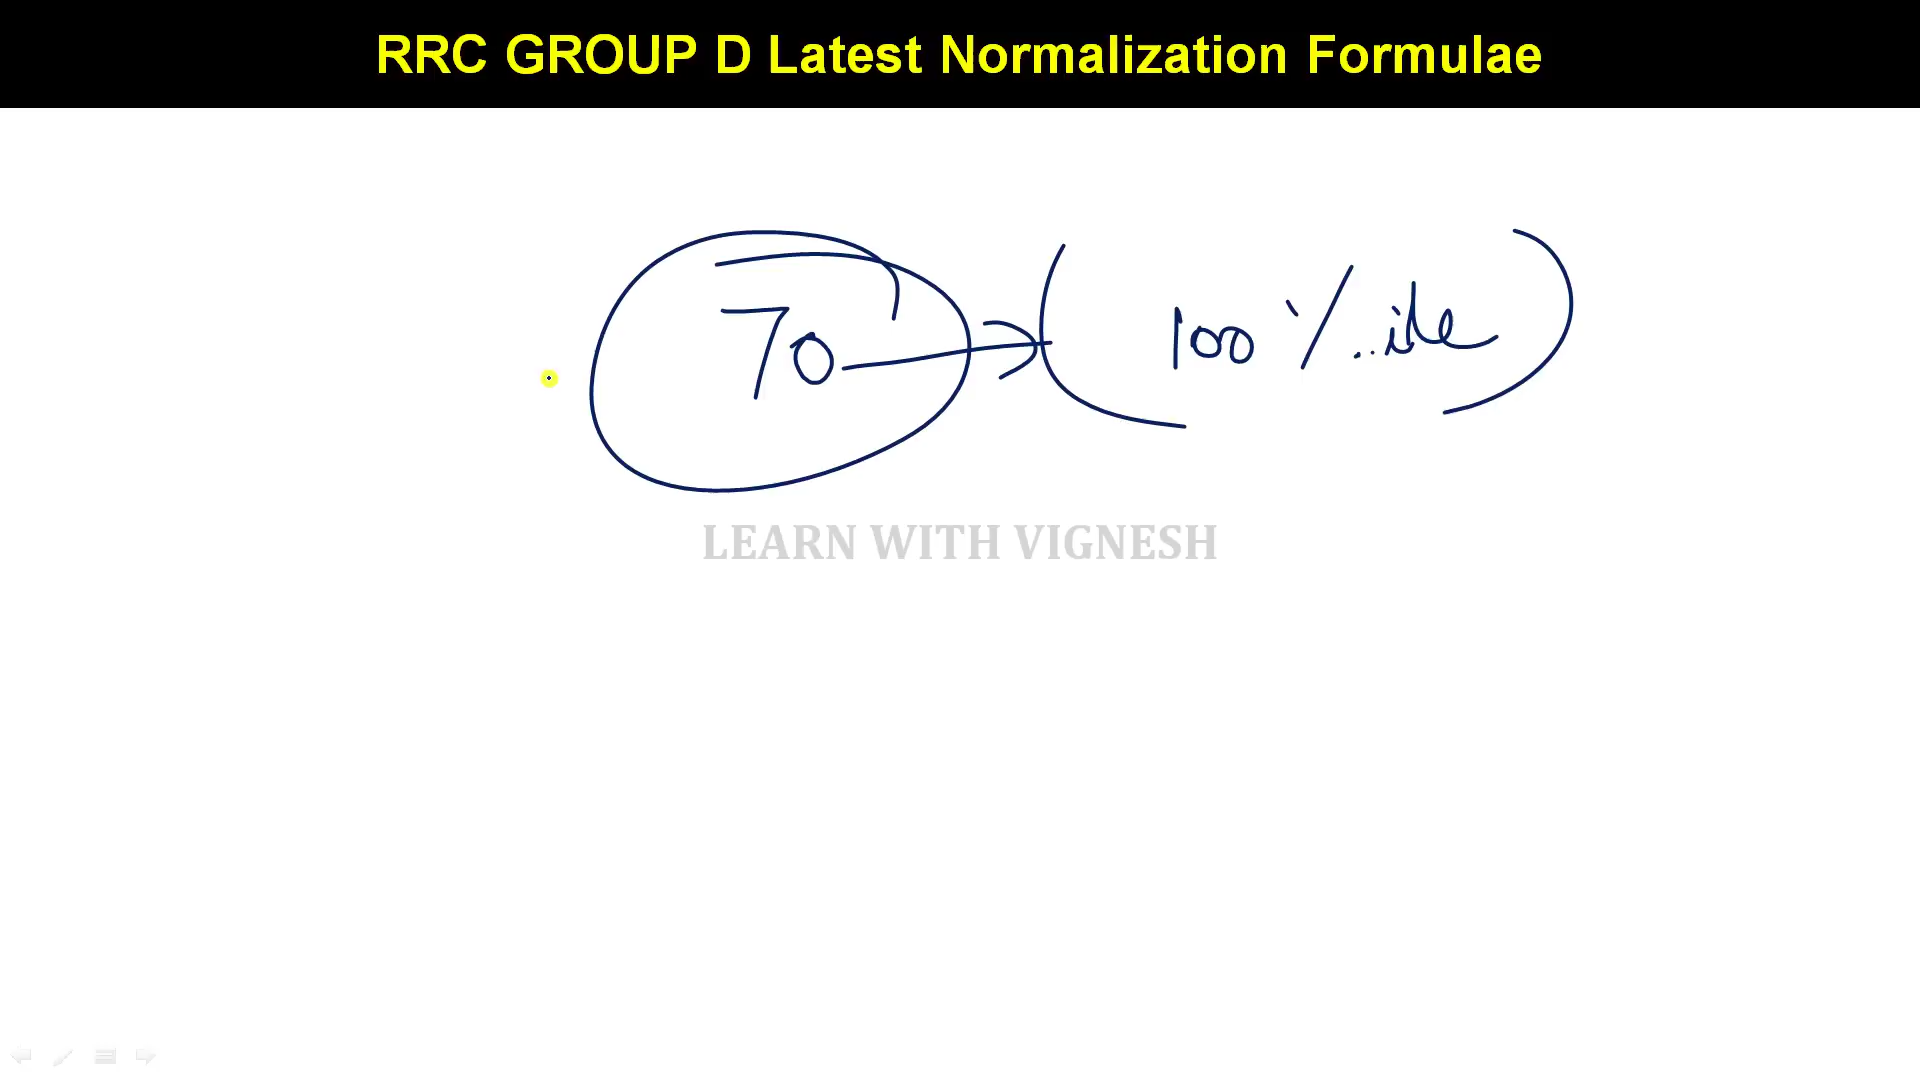 RRC GROUP D Latest Normalization Formulae
70 → (100 %ile)
LEARN WITH VIGNESH